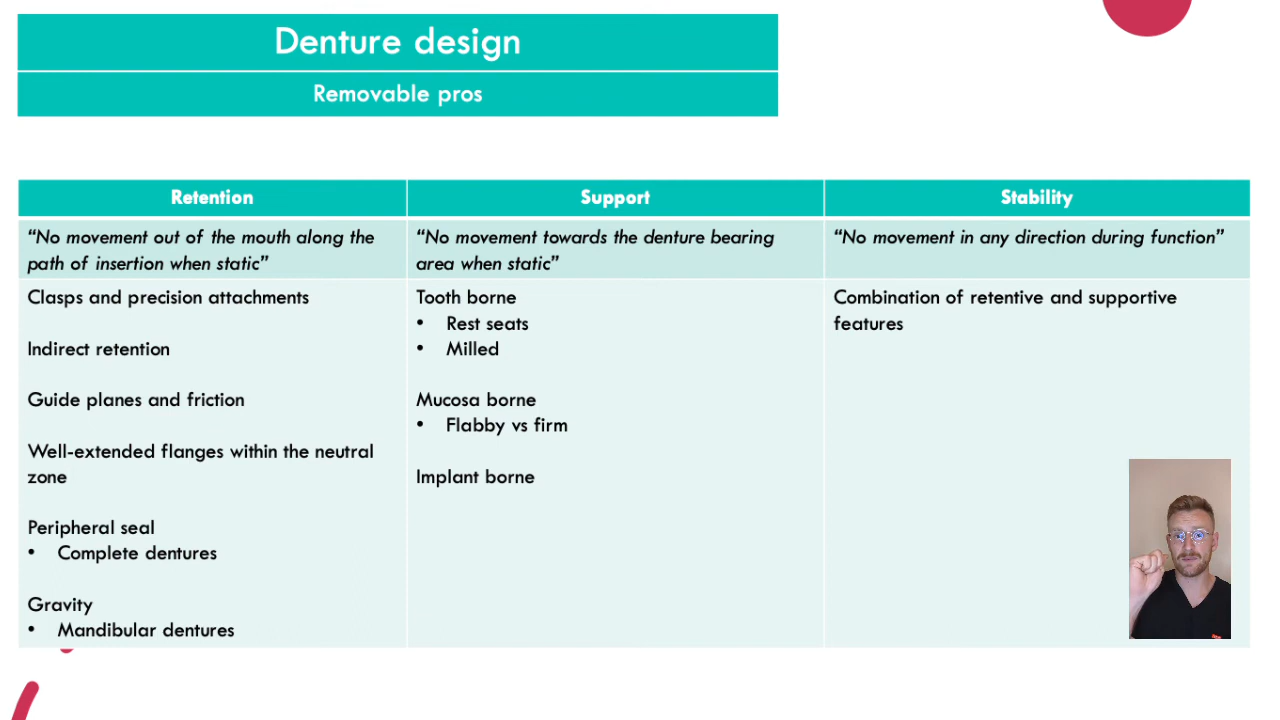 Denture design
Removable pros
Retention
Support
Stability
“No movement out of the mouth along the
path of insertion when static”
“No movement towards the denture bearing
area when static”
“No movement in any direction during function”
Clasps and precision attachments
Indirect retention
Guide planes and friction
Well-extended flanges within the neutral
zone
Peripheral seal
• Complete dentures
Gravity
• Mandibular dentures
Tooth borne
• Rest seats
• Milled
Mucosa borne
• Flabby vs firm
Implant borne
Combination of retentive and supportive
features